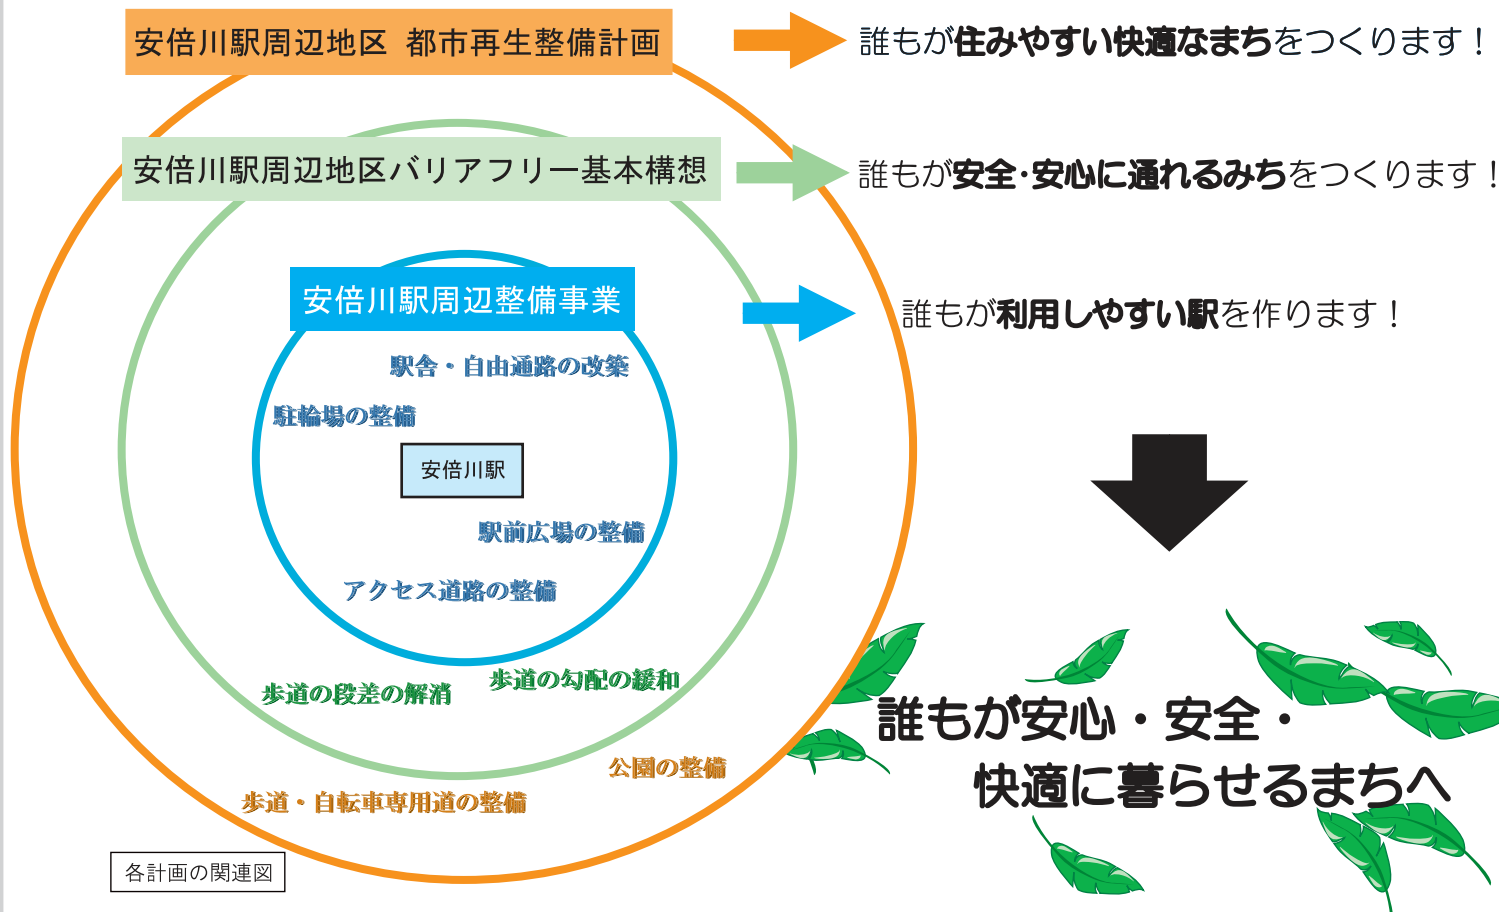 安倍川駅周辺地区 都市再生整備計画
誰もが住みやすい快適なまちをつくります！
安倍川駅周辺地区バリアフリー基本構想
誰もが安全・安心に通れるみちをつくります！
安倍川駅周辺整備事業
誰もが利用しやすい駅を作ります！
駅舎・自由通路の改築
駐輪場の整備
安倍川駅
駅前広場の整備
アクセス道路の整備
歩道の段差の解消
歩道の勾配の緩和
公園の整備
歩道・自転車専用道の整備
誰もが安心・安全・
快適に暮らせるまちへ
各計画の関連図